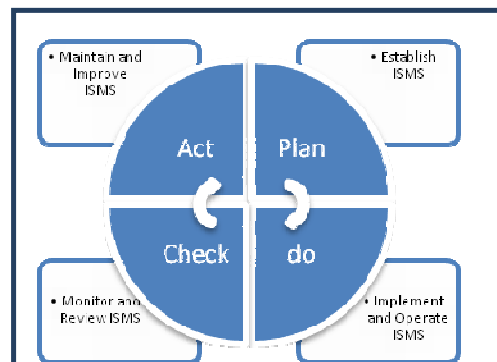 • Maintain and
Improve
ISMS
• Establish
ISMS
Act
Plan
Check
do
• Monitor and
Review ISMS
• Implement
and Operate
ISMS